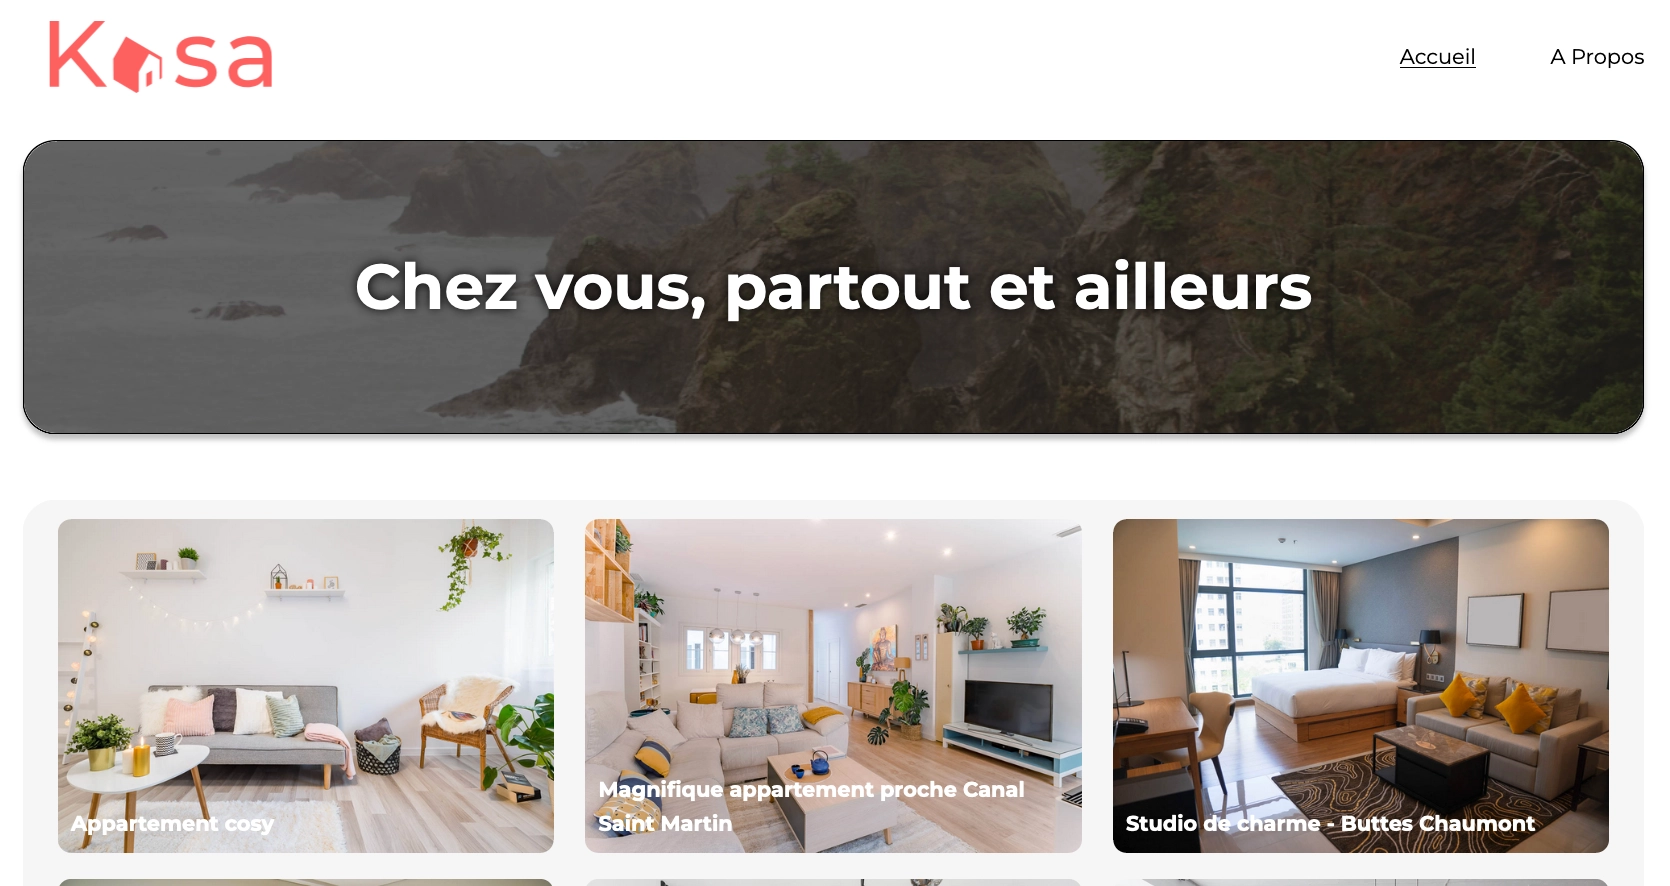 Kasa
Accueil
A Propos
Chez vous, partout et ailleurs
Appartement cosy
Magnifique appartement proche Canal
Saint Martin
Studio de charme - Buttes Chaumont